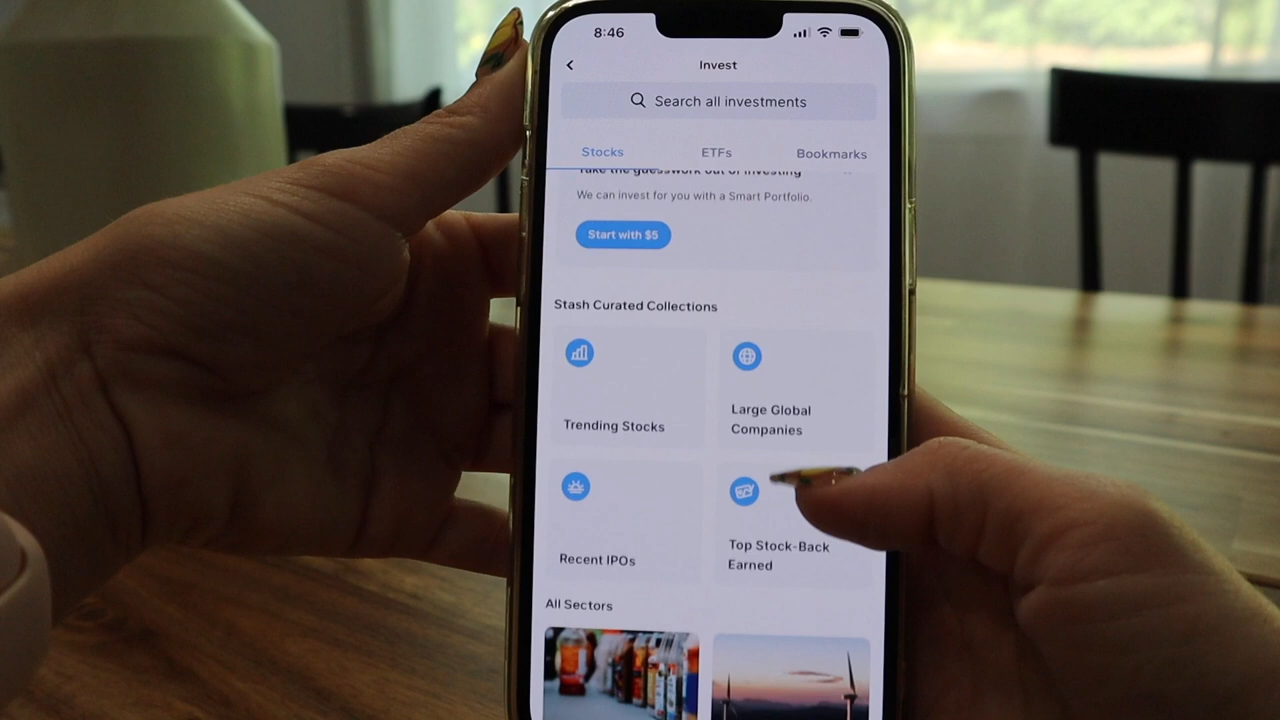 8:46
Invest
Search all investments
Stocks
ETFs
Bookmarks
Take the guesswork out of investing
We can invest for you with a Smart Portfolio.
Start with $5
Stash Curated Collections
Trending Stocks
Large Global
Companies
Recent IPOs
Top Stock-Back
Earned
All Sectors